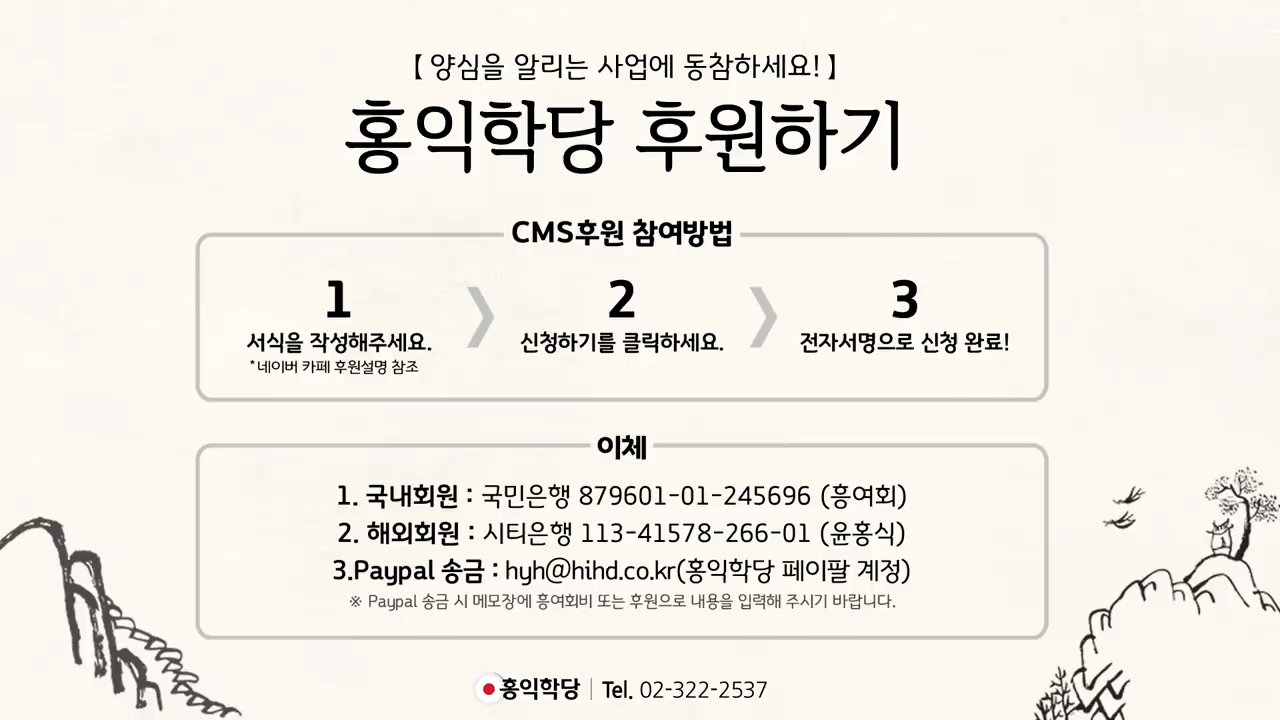 【 양심을 알리는 사업에 동참하세요! 】
홍익학당 후원하기
CMS후원 참여방법
1
서식을 작성해주세요.
*네이버 카페 후원설명 참조
2
신청하기를 클릭하세요.
3
전자서명으로 신청 완료!
이체
1. 국내회원 : 국민은행 879601-01-245696 (흥여회)
2. 해외회원 : 시티은행 113-41578-266-01 (윤홍식)
3.Paypal 송금 : hyh@hihd.co.kr(홍익학당 페이팔 계정)
※ Paypal 송금 시 메모장에 흥여회비 또는 후원으로 내용을 입력해 주시기 바랍니다.
홍익학당 | Tel. 02-322-2537